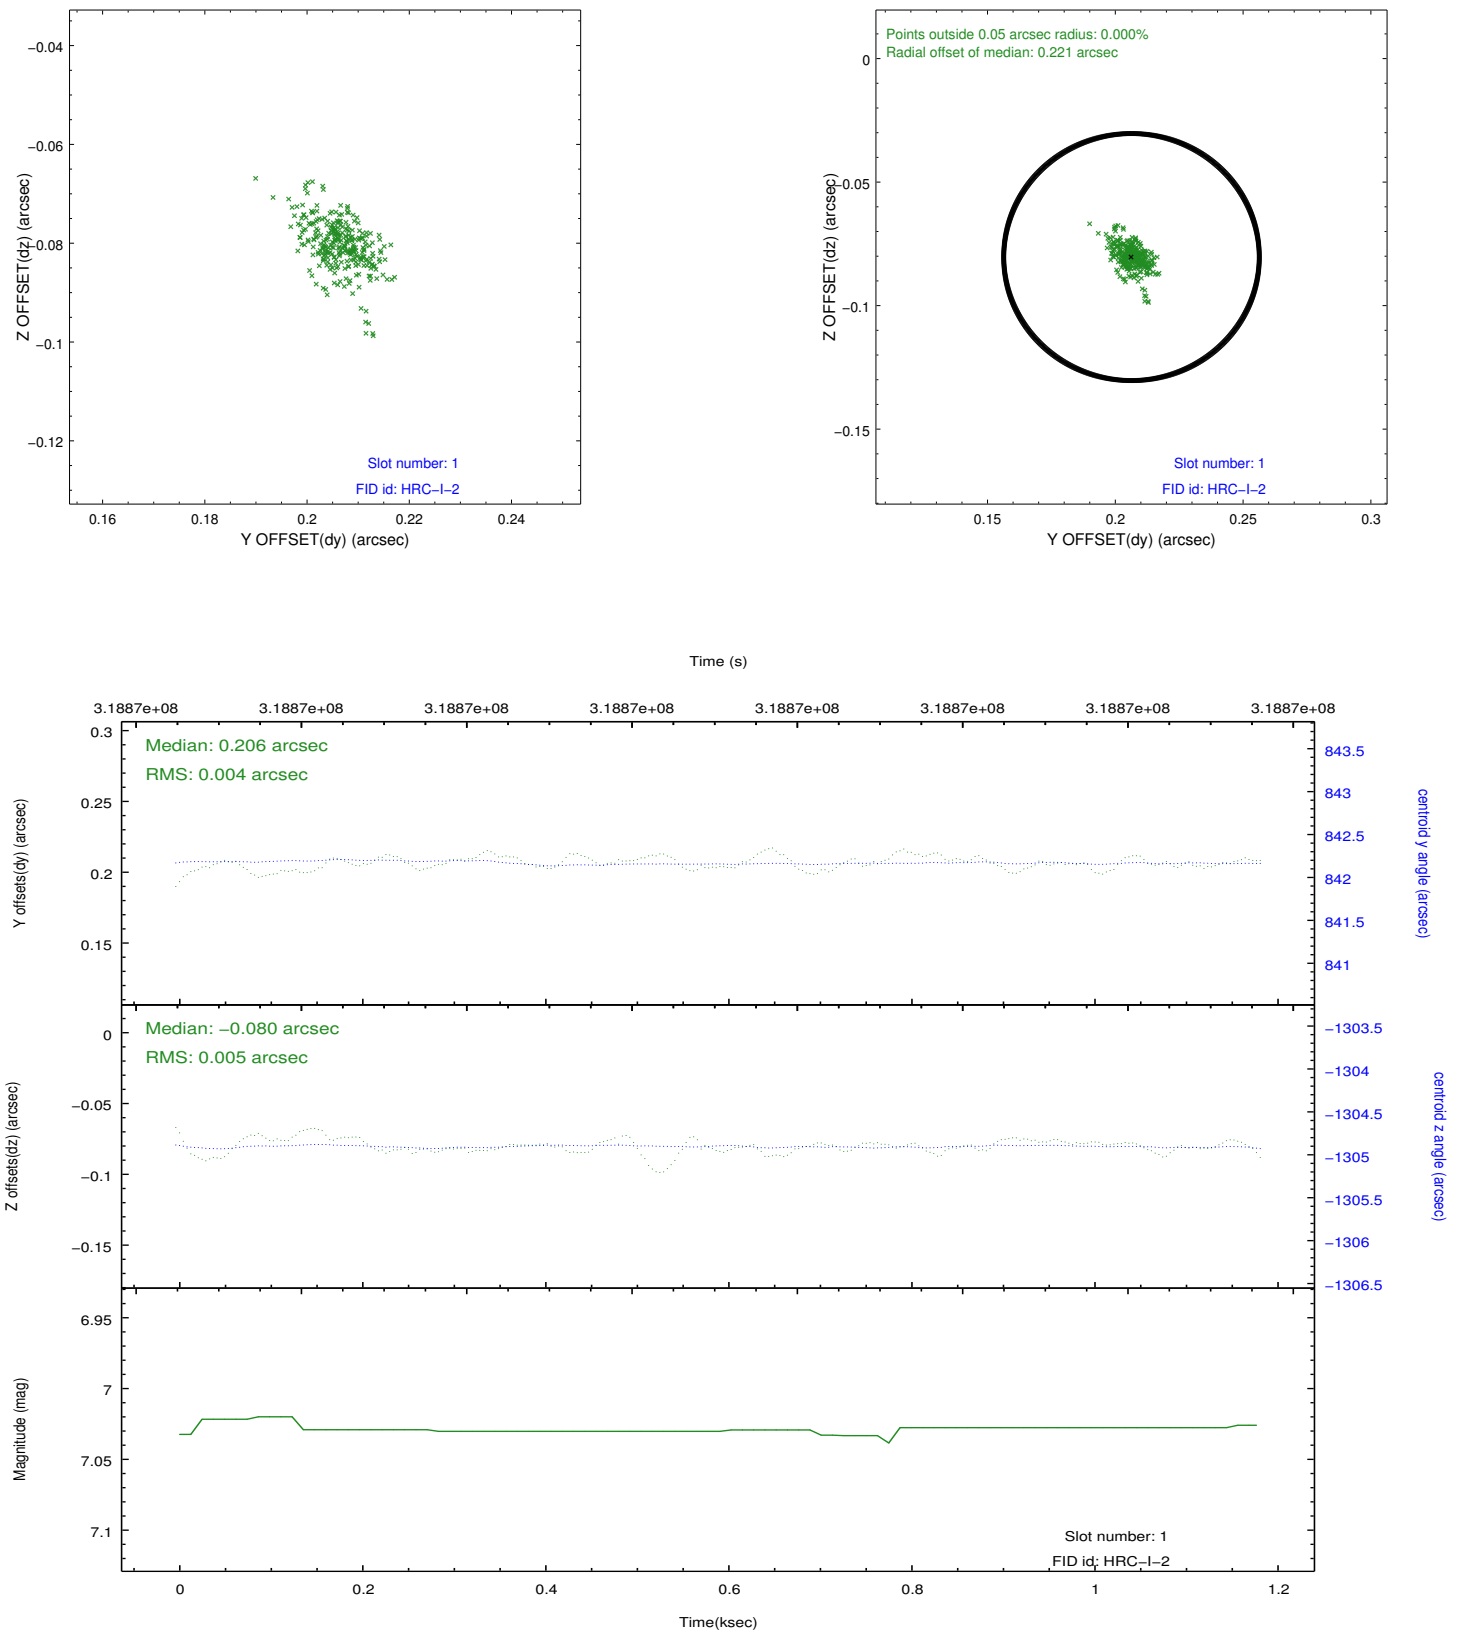 −0.04
−0.06
−0.08
−0.1
−0.12
Z OFFSET(dz) (arcsec)
Slot number: 1
FID id: HRC−I−2
0.16
0.18
0.2
0.22
0.24
Y OFFSET(dy) (arcsec)
Points outside 0.05 arcsec radius: 0.000%
Radial offset of median: 0.221 arcsec
0
−0.05
−0.1
−0.15
Z OFFSET(dz) (arcsec)
Slot number: 1
FID id: HRC−I−2
0.15
0.2
0.25
0.3
Y OFFSET(dy) (arcsec)
Time (s)
3.1887e+08
3.1887e+08
3.1887e+08
3.1887e+08
3.1887e+08
3.1887e+08
3.1887e+08
3.1887e+08
Median: 0.206 arcsec
RMS: 0.004 arcsec
0.3
0.25
0.2
0.15
Y offsets(dy) (arcsec)
843.5
843
842.5
842
841.5
841
centroid y angle (arcsec)
Median: −0.080 arcsec
RMS: 0.005 arcsec
0
−0.05
−0.1
−0.15
Z offsets(dz) (arcsec)
−1303.5
−1304
−1304.5
−1305
−1305.5
−1306
−1306.5
centroid z angle (arcsec)
6.95
7
7.05
7.1
Magnitude (mag)
Slot number: 1
FID id: HRC−I−2
0
0.2
0.4
0.6
0.8
1
1.2
Time(ksec)